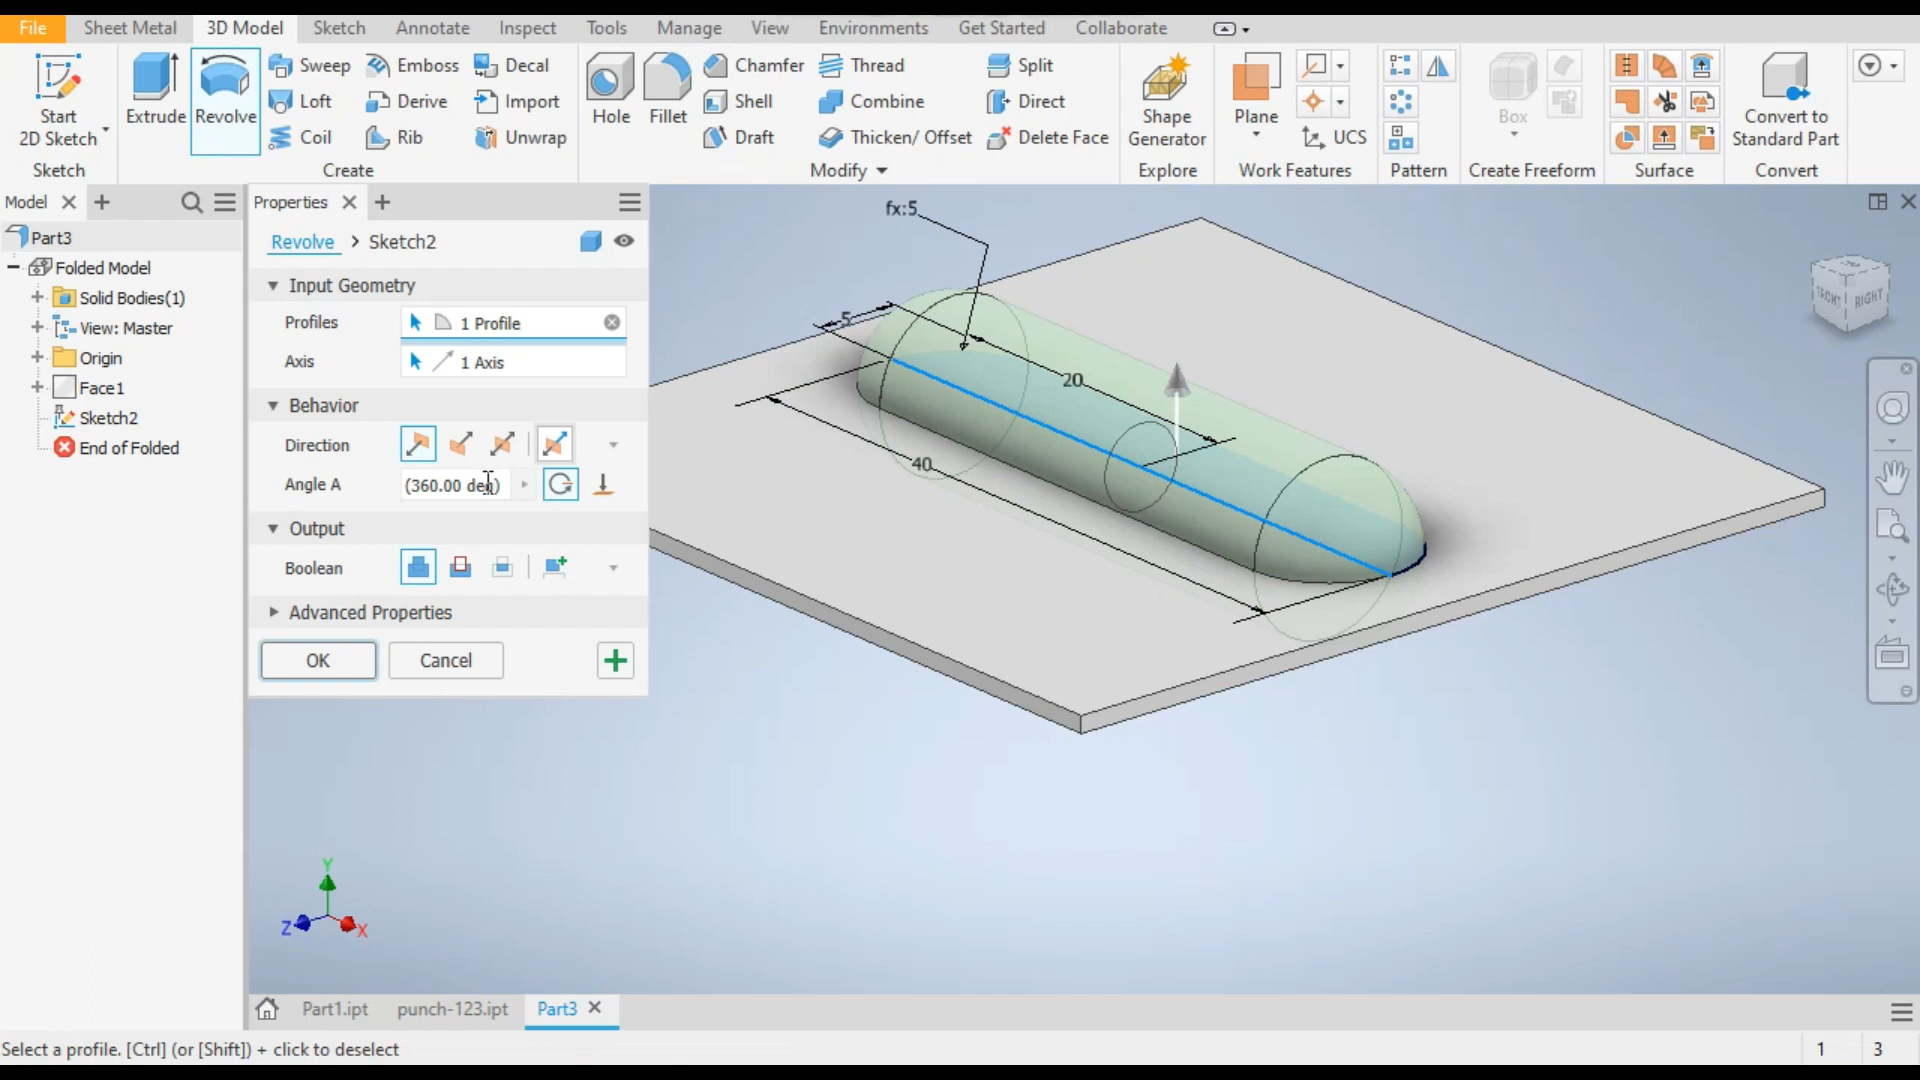 File Sheet Metal 3D Model Sketch Annotate Inspect Tools Manage View Environments Get Started Collaborate
Start
2D Sketch
Sketch
Extrude
Revolve
Sweep
Loft
Coil
Emboss
Derive
Rib
Decal
Import
Unwrap
Create
Hole
Fillet
Chamfer
Shell
Draft
Thread
Combine
Thicken/ Offset
Split
Direct
Delete Face
Modify
Shape
Generator
Explore
Plane
UCS
Work Features
Pattern
Box
Create Freeform
Surface
Convert to
Standard Part
Convert
Model
Part3
Folded Model
Solid Bodies(1)
View: Master
Origin
Face1
Sketch2
End of Folded
Properties
Revolve > Sketch2
Input Geometry
Profiles 1 Profile
Axis 1 Axis
Behavior
Direction
Angle A (360.00 deg)
Output
Boolean
Advanced Properties
OK Cancel
fx:5
5
20
40
FRONT RIGHT
Y
Z
X
Part1.ipt punch-123.ipt Part3
Select a profile. [Ctrl] (or [Shift]) + click to deselect
1 3